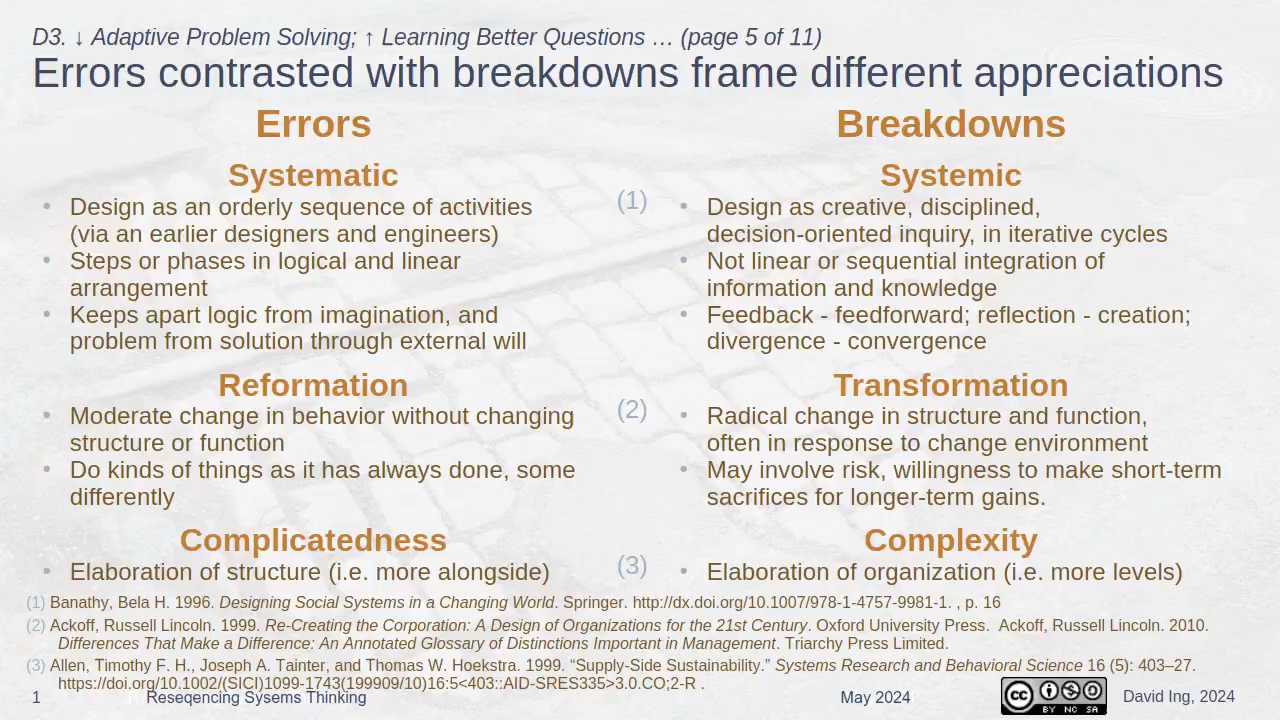 D3. ↓ Adaptive Problem Solving; ↑ Learning Better Questions … (page 5 of 11)
Errors contrasted with breakdowns frame different appreciations
Errors
Systematic
• Design as an orderly sequence of activities
(via an earlier designers and engineers)
• Steps or phases in logical and linear
arrangement
• Keeps apart logic from imagination, and
problem from solution through external will
Reformation
• Moderate change in behavior without changing
structure or function
• Do kinds of things as it has always done, some
differently
Complicatedness
• Elaboration of structure (i.e. more alongside)
(1)
(2)
(3)
Breakdowns
Systemic
• Design as creative, disciplined,
decision-oriented inquiry, in iterative cycles
• Not linear or sequential integration of
information and knowledge
• Feedback - feedforward; reflection - creation;
divergence - convergence
Transformation
• Radical change in structure and function,
often in response to change environment
• May involve risk, willingness to make short-term
sacrifices for longer-term gains.
Complexity
• Elaboration of organization (i.e. more levels)
(1) Banathy, Bela H. 1996. Designing Social Systems in a Changing World. Springer. http://dx.doi.org/10.1007/978-1-4757-9981-1. , p. 16
(2) Ackoff, Russell Lincoln. 1999. Re-Creating the Corporation: A Design of Organizations for the 21st Century. Oxford University Press. Ackoff, Russell Lincoln. 2010.
Differences That Make a Difference: An Annotated Glossary of Distinctions Important in Management. Triarchy Press Limited.
(3) Allen, Timothy F. H., Joseph A. Tainter, and Thomas W. Hoekstra. 1999. “Supply-Side Sustainability.” Systems Research and Behavioral Science 16 (5): 403–27.
https://doi.org/10.1002/(SICI)1099-1743(199909/10)16:5<403::AID-SRES335>3.0.CO;2-R .
1 Reseqencing Sysems Thinking May 2024 cc BY NC SA David Ing, 2024